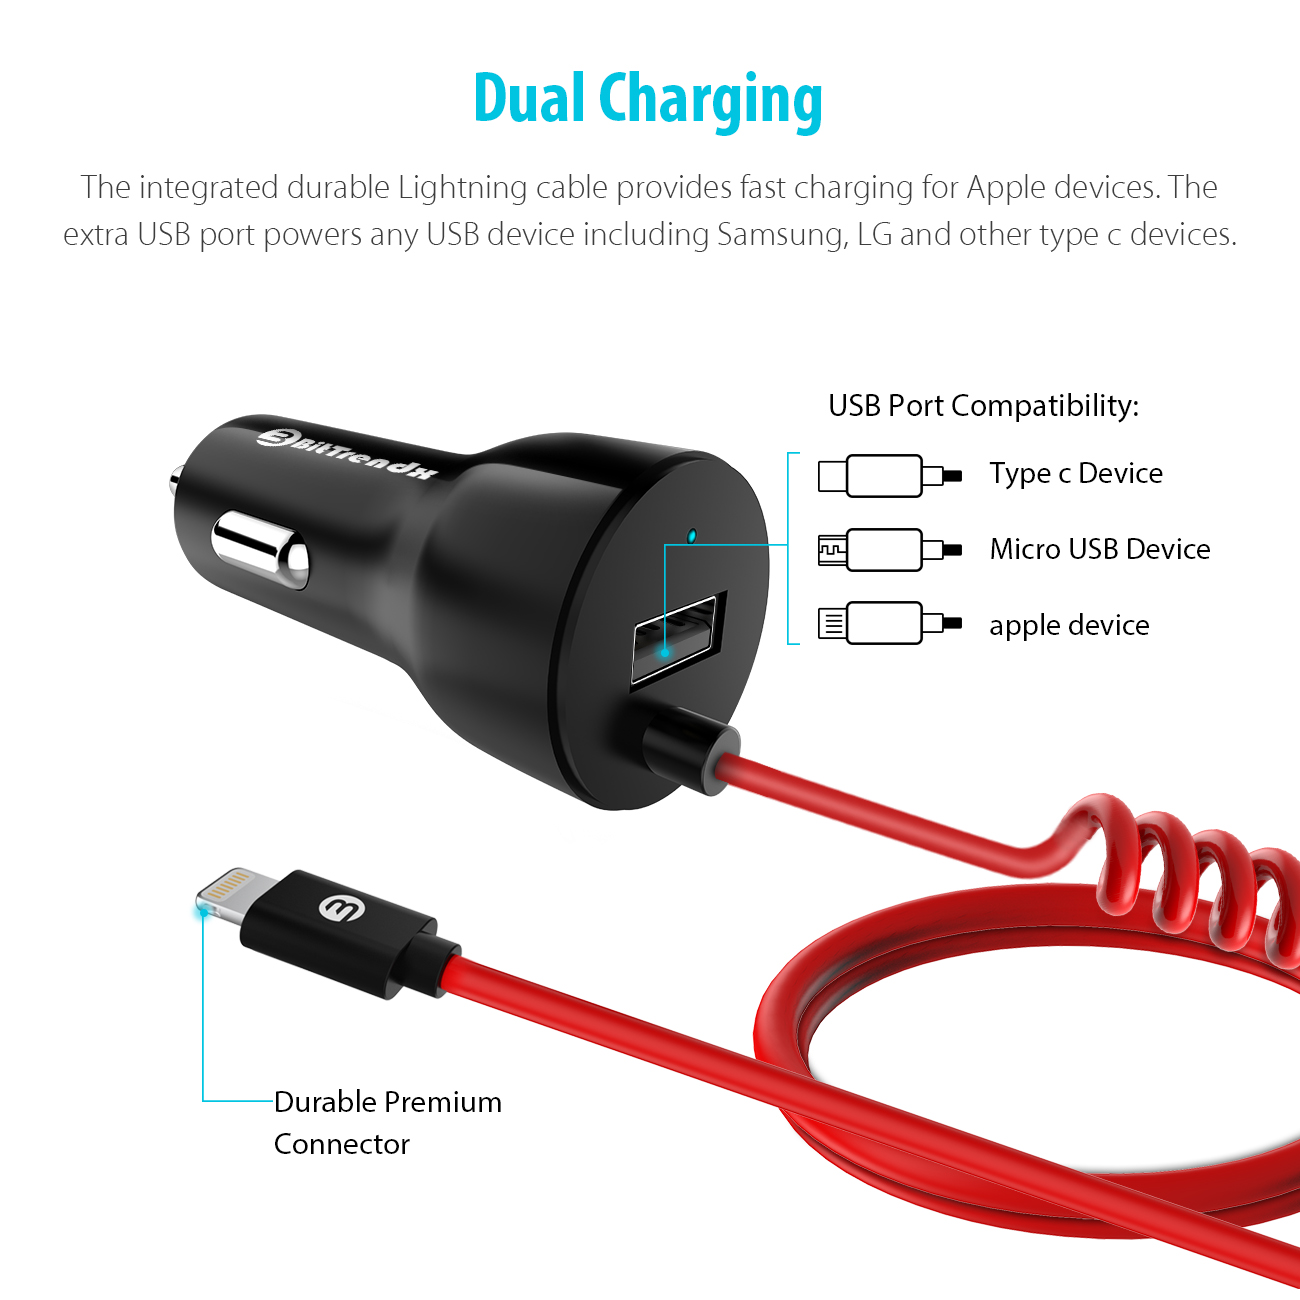 Dual Charging
The integrated durable Lightning cable provides fast charging for Apple devices. The
extra USB port powers any USB device including Samsung, LG and other type c devices.
USB Port Compatibility:
BitTrendx
Type c Device
Micro USB Device
apple device
Durable Premium
Connector